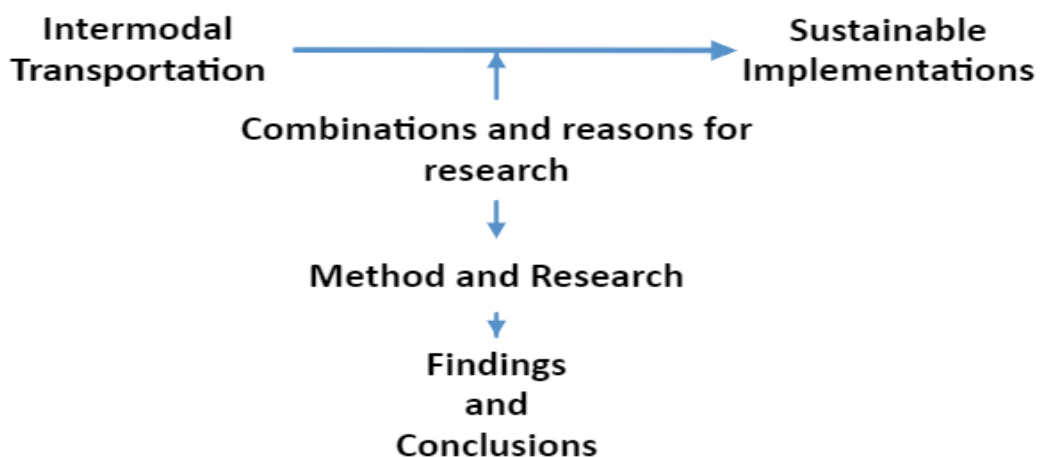 Intermodal
Transportation
Sustainable
Implementations
Combinations and reasons for
research
Method and Research
Findings
and
Conclusions